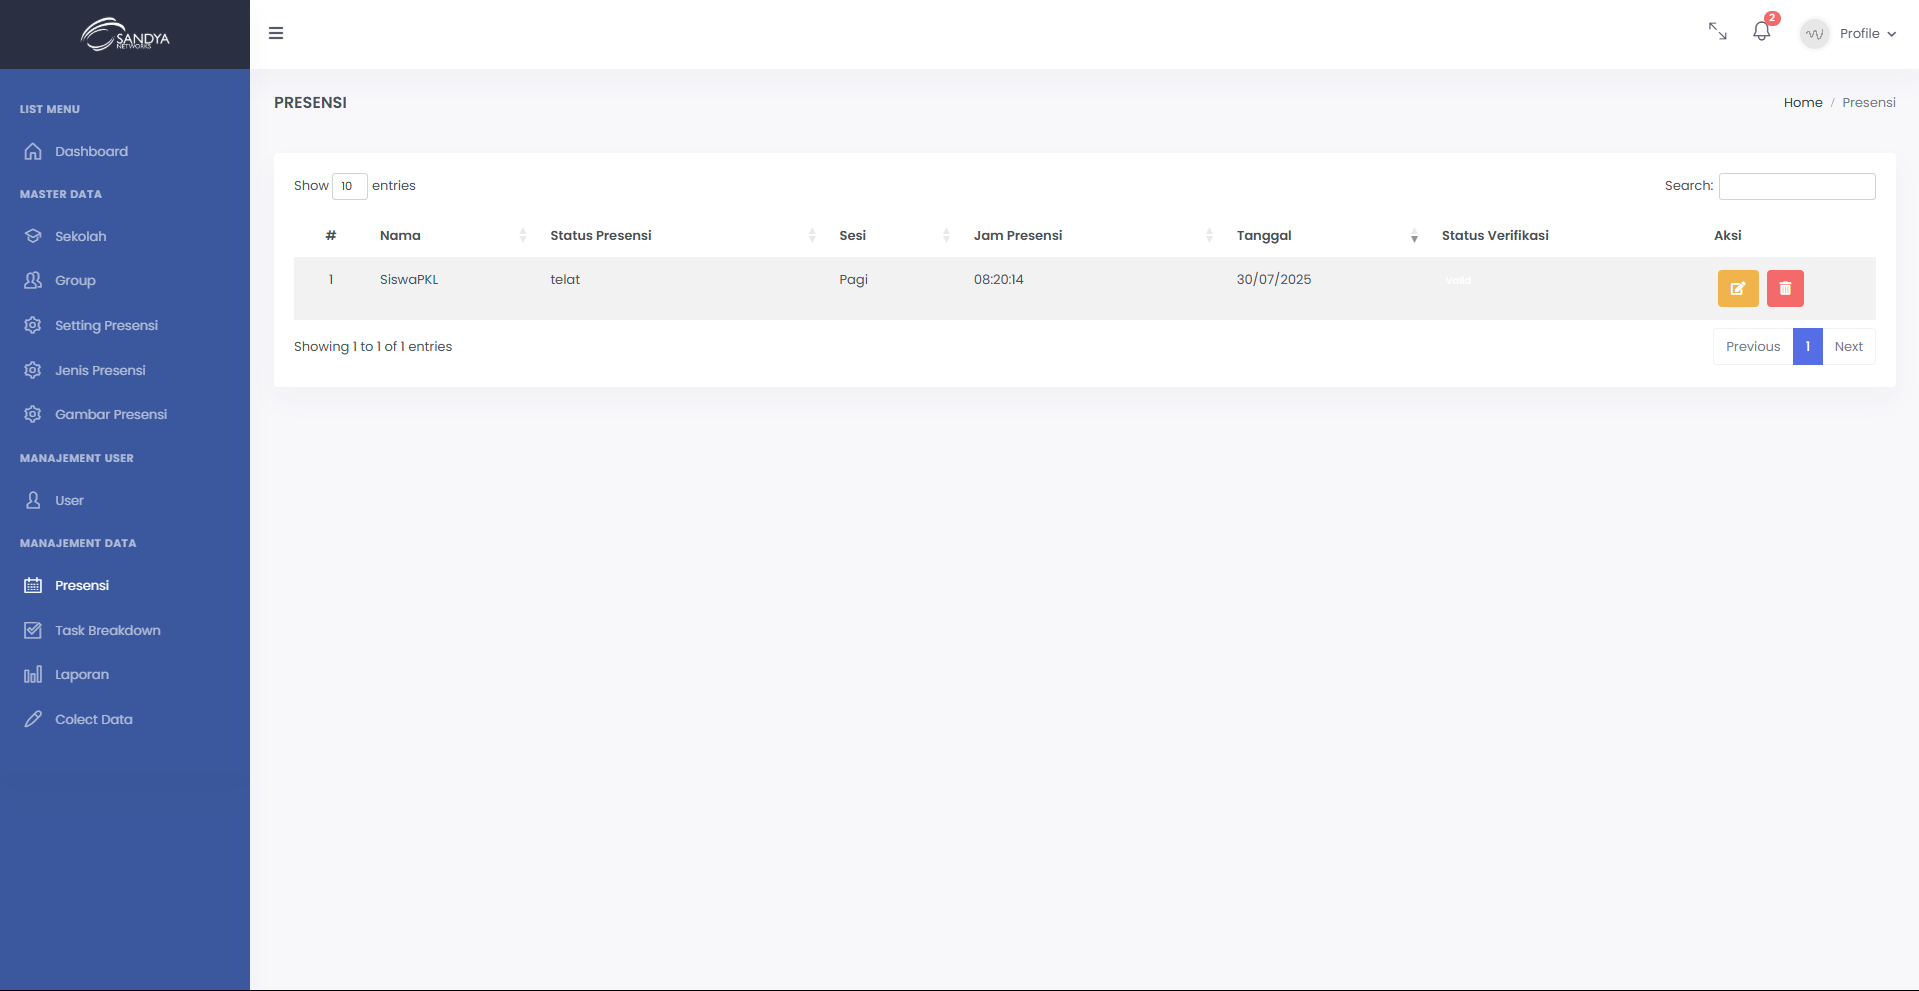 SANDYA
NETWORKS
2
Profile
LIST MENU
Dashboard
MASTER DATA
Sekolah
Group
Setting Presensi
Jenis Presensi
Gambar Presensi
MANAJEMENT USER
User
MANAJEMENT DATA
Presensi
Task Breakdown
Laporan
Colect Data
PRESENSI
Home / Presensi
Show 10 entries
Search:
# Nama Status Presensi Sesi Jam Presensi Tanggal Status Verifikasi Aksi
1 SiswaPKL telat Pagi 08:20:14 30/07/2025 valid
Showing 1 to 1 of 1 entries
Previous 1 Next